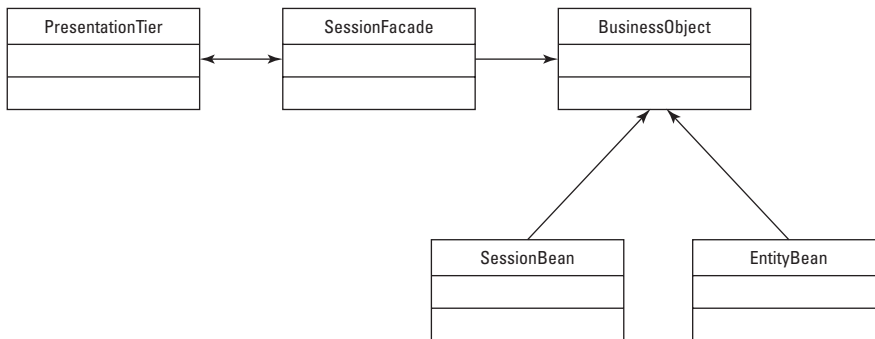 PresentationTier
SessionFacade
BusinessObject
SessionBean
EntityBean